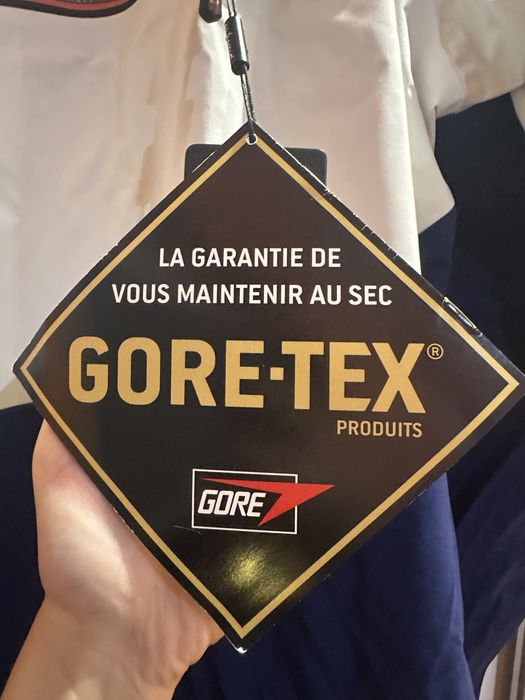 LA GARANTIE DE
VOUS MAINTENIR AU SEC
GORE-TEX®
PRODUITS
GORE